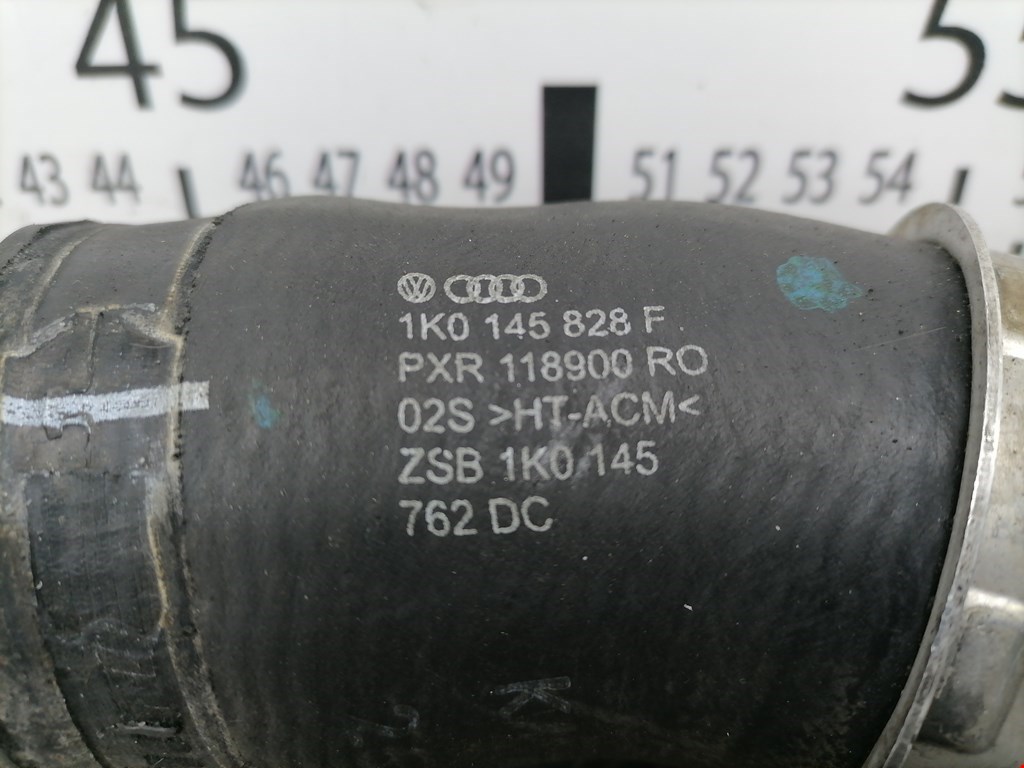 45
43 44 46 47 48 49 51 52 53 54
1K0 145 828 F
PXR 118900 RO
02S >HT-ACM<
ZSB 1K0 145
762 DC
K